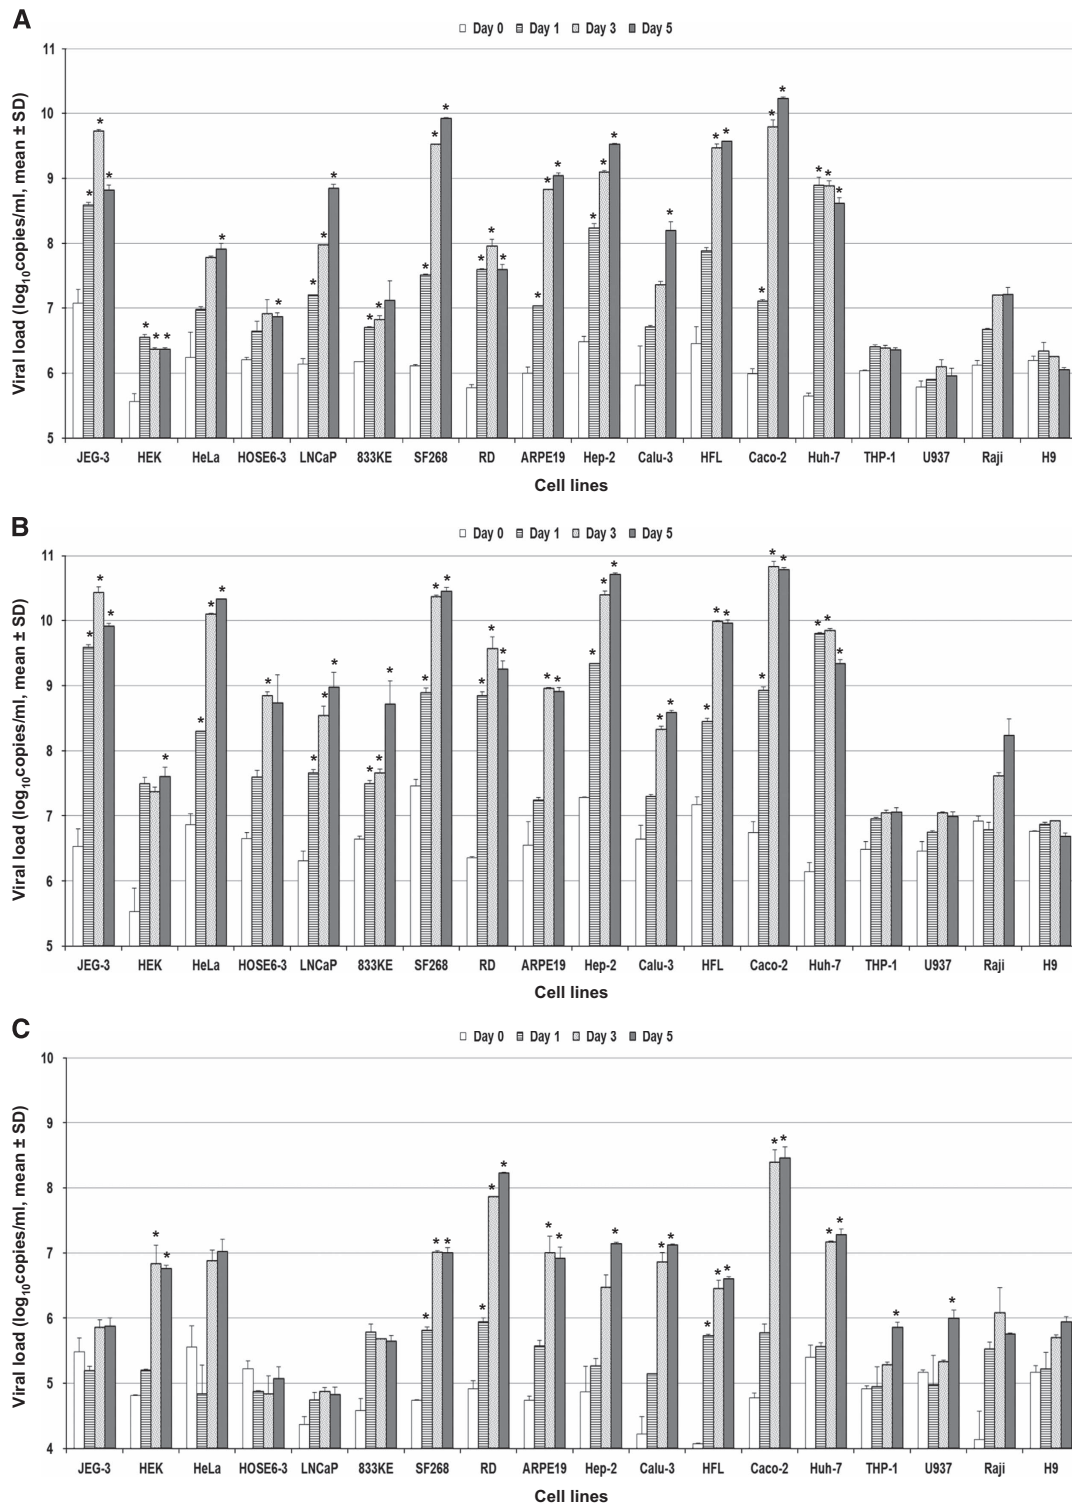 A
Day 0 Day 1 Day 3 Day 5
Viral load (log10copies/ml, mean ± SD)
11
10
9
8
7
6
5
JEG-3 HEK HeLa HOSE6-3 LNCaP 833KE SF268 RD ARPE19 Hep-2 Calu-3 HFL Caco-2 Huh-7 THP-1 U937 Raji H9
Cell lines
B
Day 0 Day 1 Day 3 Day 5
Viral load (log10copies/ml, mean ± SD)
11
10
9
8
7
6
5
JEG-3 HEK HeLa HOSE6-3 LNCaP 833KE SF268 RD ARPE19 Hep-2 Calu-3 HFL Caco-2 Huh-7 THP-1 U937 Raji H9
Cell lines
C
Day 0 Day 1 Day 3 Day 5
Viral load (log10copies/ml, mean ± SD)
10
9
8
7
6
5
4
JEG-3 HEK HeLa HOSE6-3 LNCaP 833KE SF268 RD ARPE19 Hep-2 Calu-3 HFL Caco-2 Huh-7 THP-1 U937 Raji H9
Cell lines